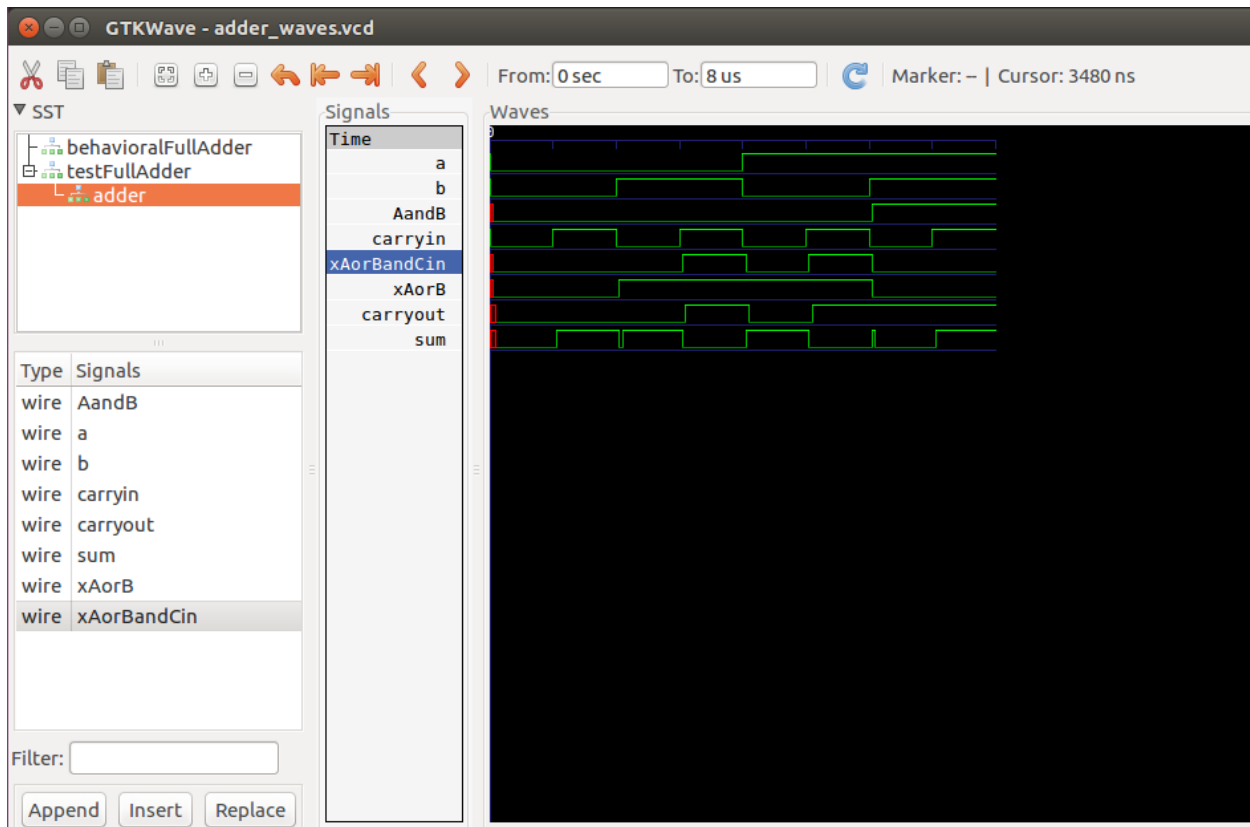 GTKWave - adder_waves.vcd
From: 0 sec To: 8 us Marker: -- | Cursor: 3480 ns
SST
behavioralFullAdder
testFullAdder
adder
Type Signals
wire AandB
wire a
wire b
wire carryin
wire carryout
wire sum
wire xAorB
wire xAorBandCin
Filter:
Append Insert Replace
Signals
Time
a
b
AandB
carryin
xAorBandCin
xAorB
carryout
sum
Waves
0